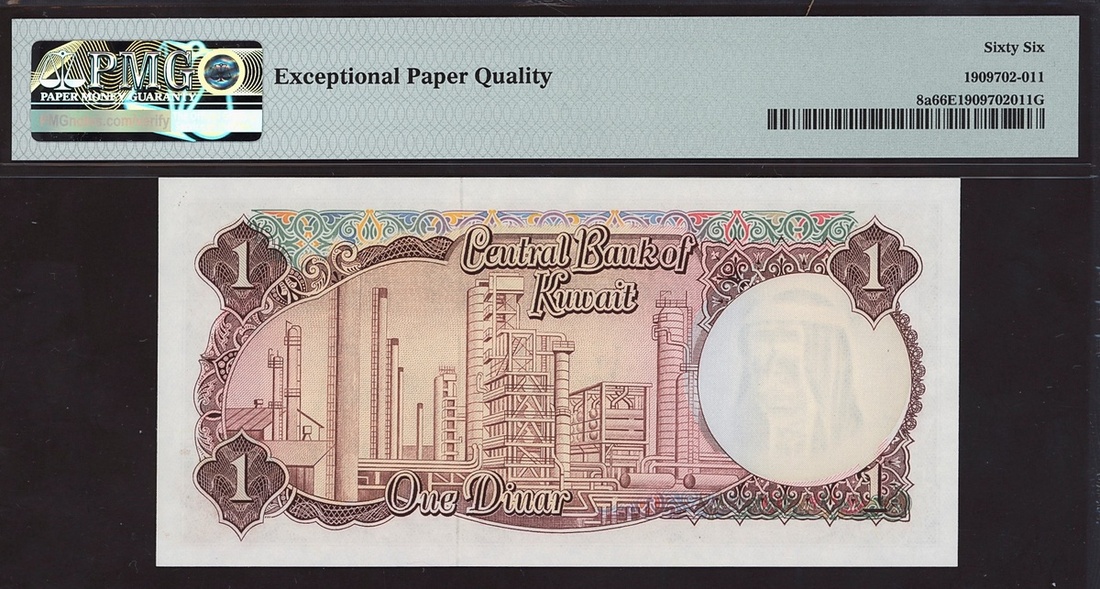 PMG
PAPER MONEY GUARANTY
PMGnotes.com/verify
Exceptional Paper Quality
Sixty Six
1909702-011
8a66E1909702011G
1
1
Central Bank of
Kuwait
1
1
One Dinar